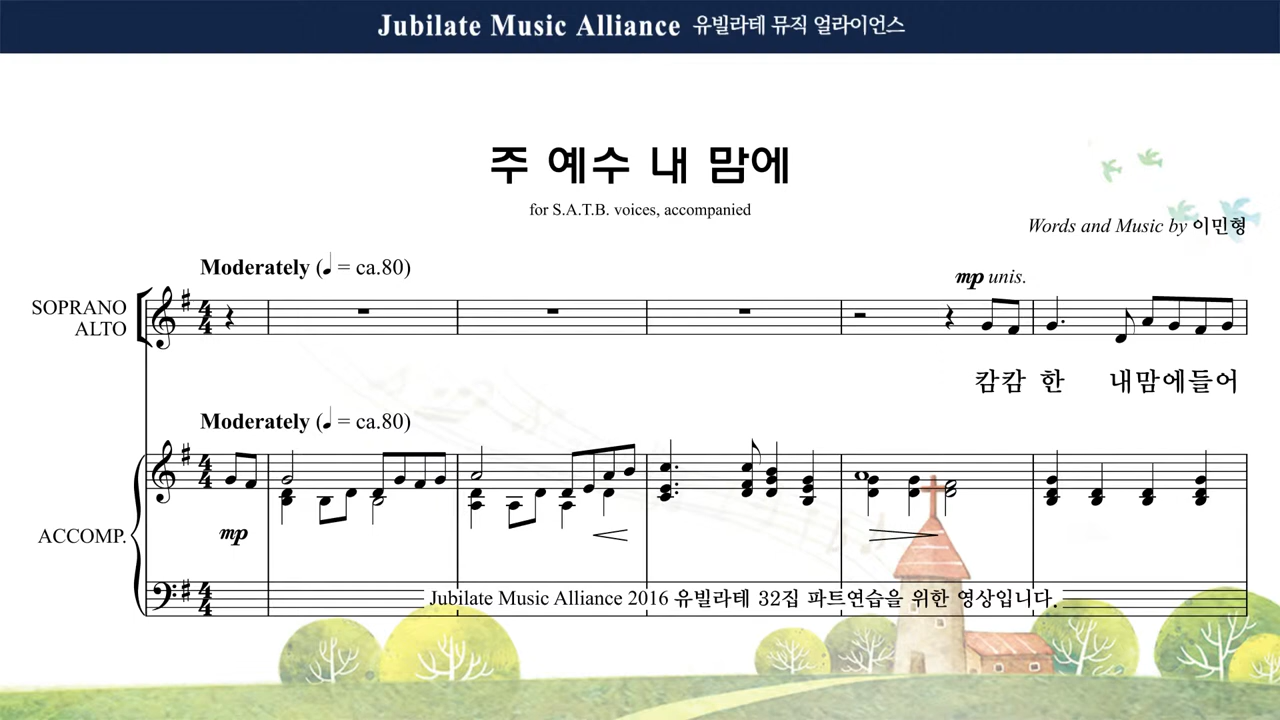 Jubilate Music Alliance 유빌라테 뮤직 얼라이언스
주 예수 내 맘에
for S.A.T.B. voices, accompanied
Words and Music by 이민형
Moderately (♩ = ca.80)
mp unis.
SOPRANO
ALTO
캄캄 한 내맘에들어
Moderately (♩ = ca.80)
mp
ACCOMP.
Jubilate Music Alliance 2016 유빌라테 32집 파트연습을 위한 영상입니다.